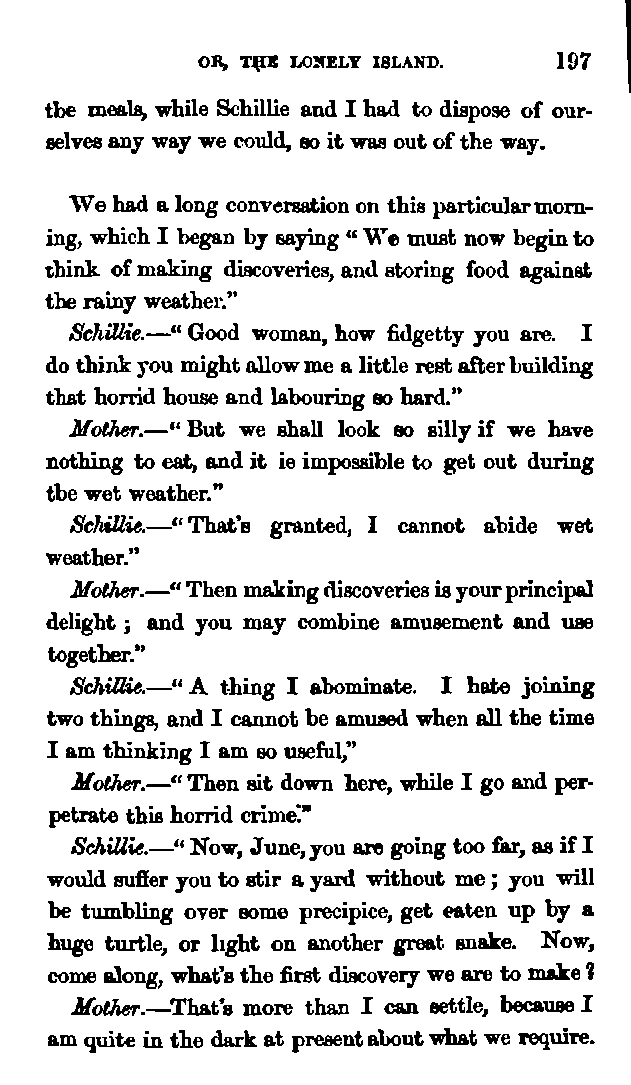 OR, THE LONELY ISLAND. 197
the meals, while Schillie and I had to dispose of our-
selves any way we could, so it was out of the way.
We had a long conversation on this particular morn-
ing, which I began by saying “ We must now begin to
think of making discoveries, and storing food against
the rainy weather.”
Schillie.—“ Good woman, how fidgetty you are. I
do think you might allow me a little rest after building
that horrid house and labouring so hard.”
Mother.—“ But we shall look so silly if we have
nothing to eat, and it is impossible to get out during
the wet weather.”
Schillie.—“ That’s granted, I cannot abide wet
weather.”
Mother.—“ Then making discoveries is your principal
delight ; and you may combine amusement and use
together.”
Schillie.—“ A thing I abominate. I hate joining
two things, and I cannot be amused when all the time
I am thinking I am so useful,”
Mother.—“ Then sit down here, while I go and per-
petrate this horrid crime.”
Schillie.—“ Now, June, you are going too far, as if I
would suffer you to stir a yard without me ; you will
be tumbling over some precipice, get eaten up by a
huge turtle, or light on another great snake. Now,
come along, what’s the first discovery we are to make ?
Mother.—That’s more than I can settle, because I
am quite in the dark at present about what we require.